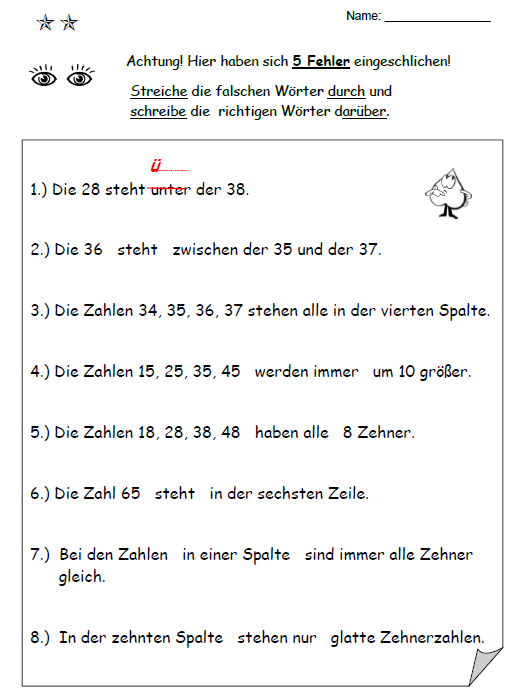 Name: ________________
Achtung! Hier haben sich 5 Fehler eingeschlichen!
Streiche die falschen Wörter durch und
schreibe die richtigen Wörter darüber.
ü..........
1.) Die 28 steht unter der 38.
2.) Die 36 steht zwischen der 35 und der 37.
3.) Die Zahlen 34, 35, 36, 37 stehen alle in der vierten Spalte.
4.) Die Zahlen 15, 25, 35, 45 werden immer um 10 größer.
5.) Die Zahlen 18, 28, 38, 48 haben alle 8 Zehner.
6.) Die Zahl 65 steht in der sechsten Zeile.
7.) Bei den Zahlen in einer Spalte sind immer alle Zehner
gleich.
8.) In der zehnten Spalte stehen nur glatte Zehnerzahlen.